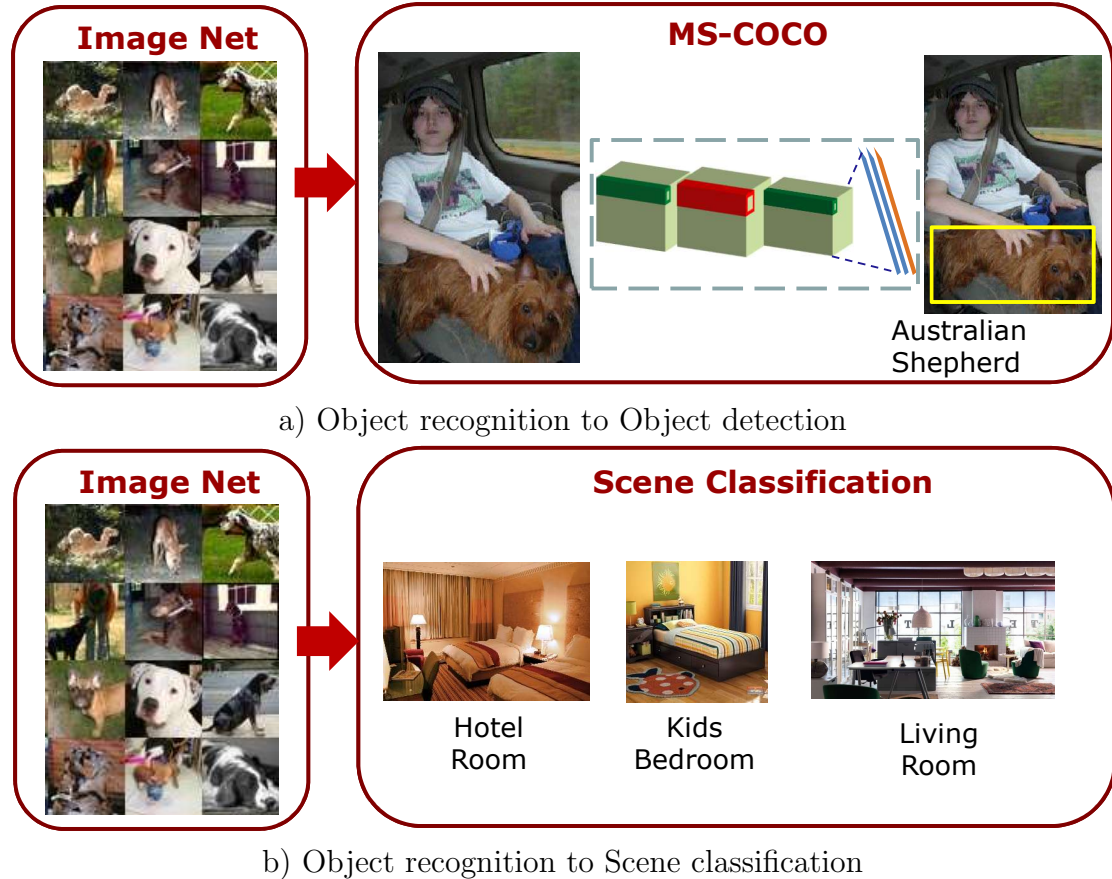 Image Net
MS-COCO
Australian
Shepherd
a) Object recognition to Object detection
Image Net
Scene Classification
Hotel
Room
Kids
Bedroom
Living
Room
b) Object recognition to Scene classification